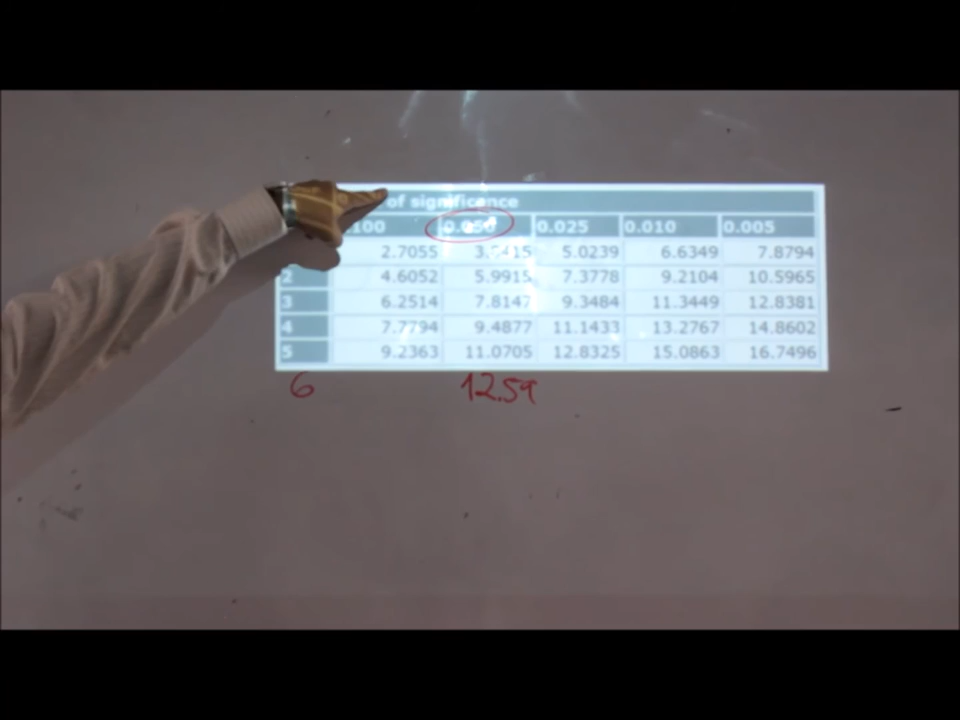 of significance
.100 0.050 0.025 0.010 0.005
2.7055 3.8415 5.0239 6.6349 7.8794
2 4.6052 5.9915 7.3778 9.2104 10.5965
3 6.2514 7.8147 9.3484 11.3449 12.8381
4 7.7794 9.4877 11.1433 13.2767 14.8602
5 9.2363 11.0705 12.8325 15.0863 16.7496
6 12.59